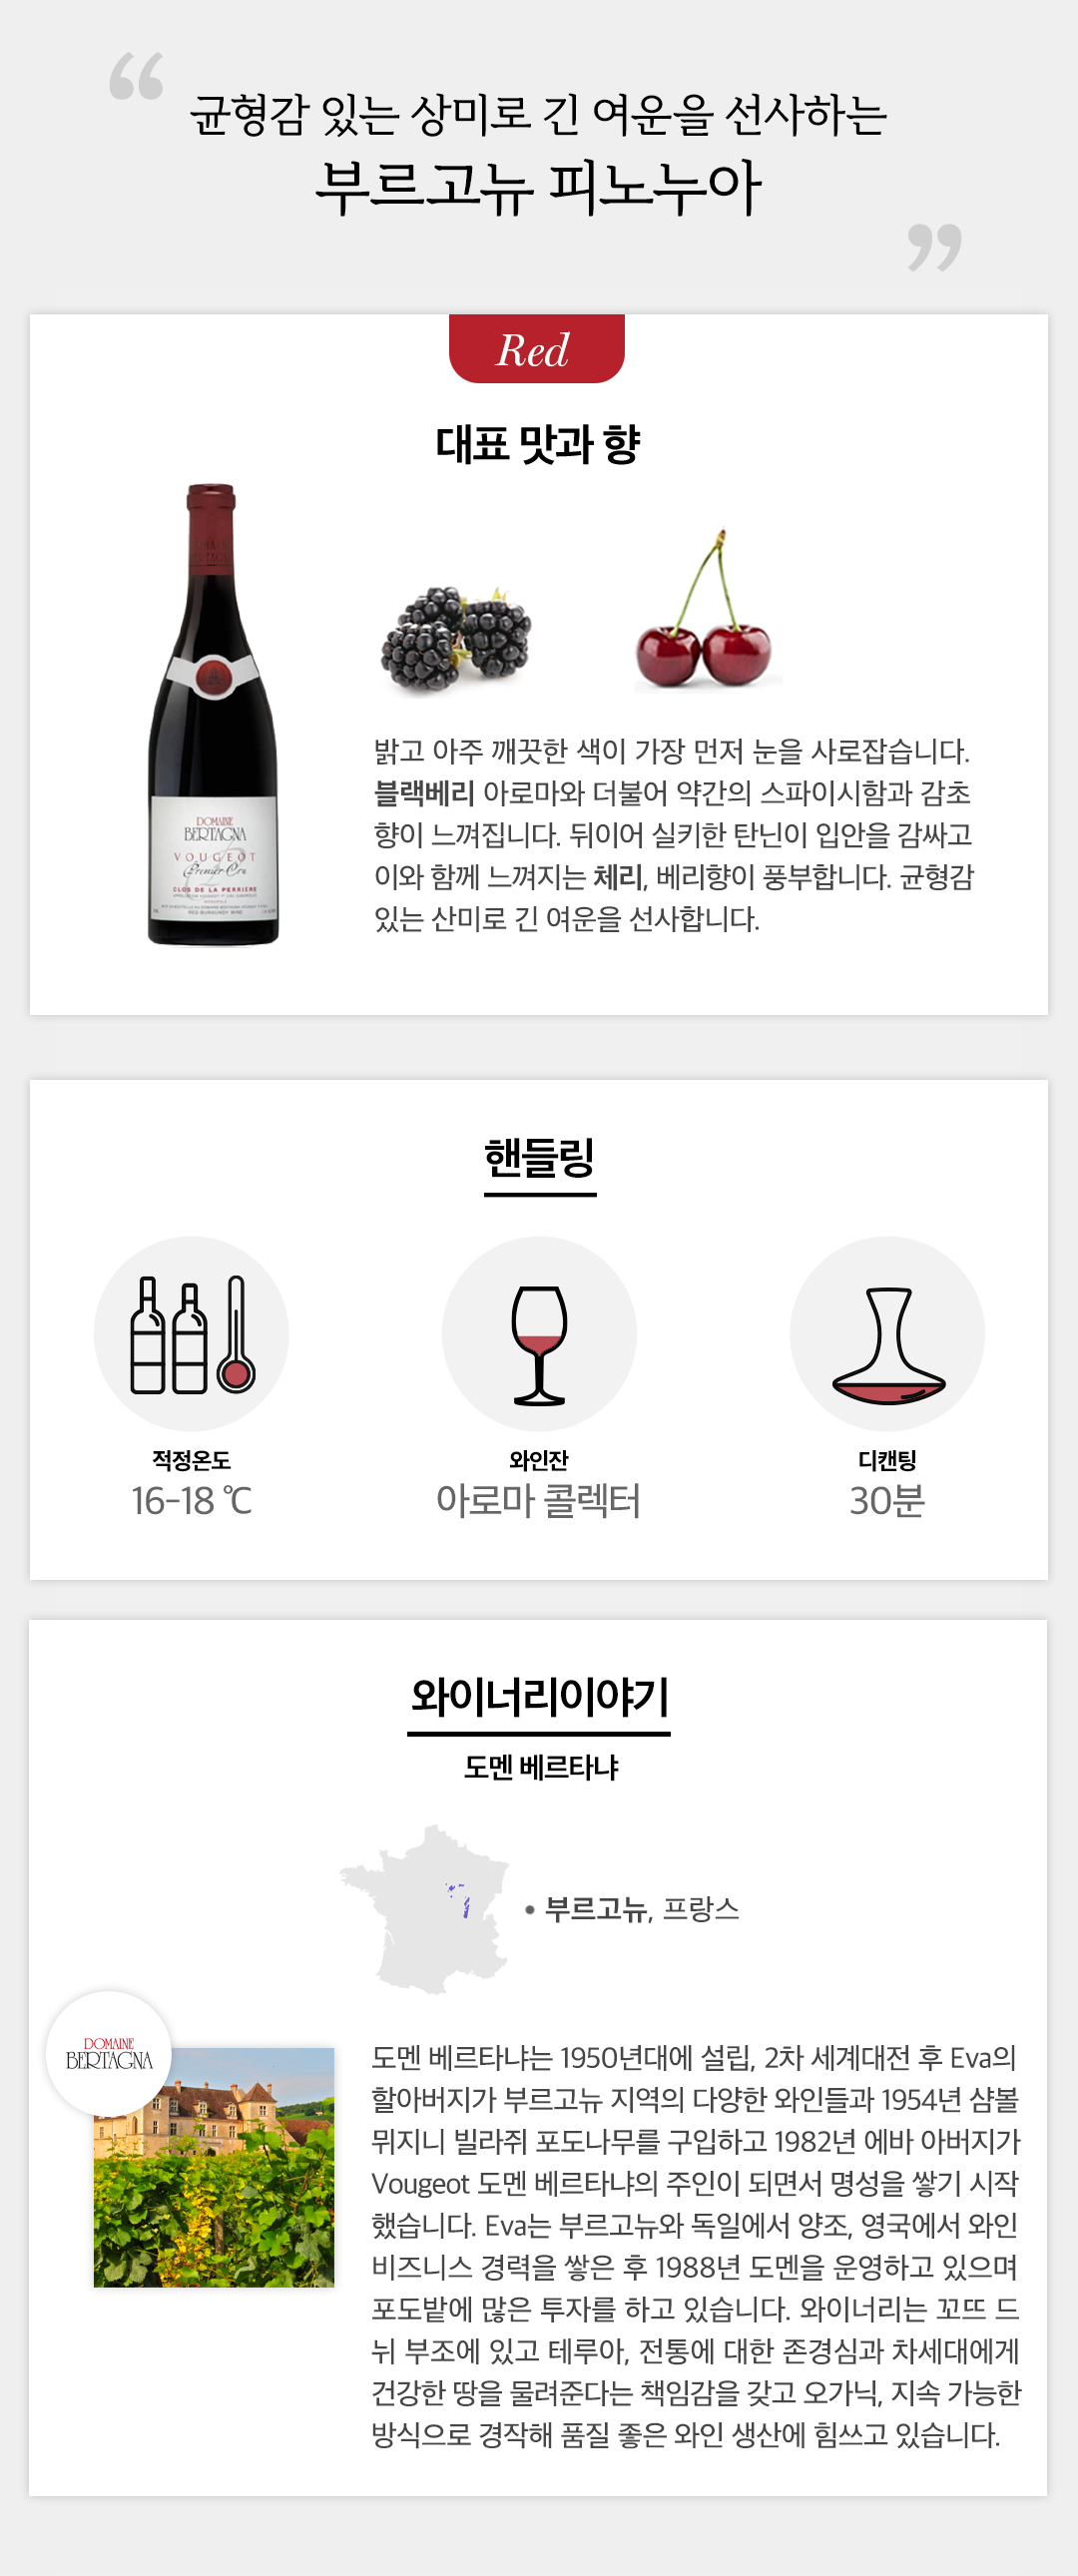 “
균형감 있는 상미로 긴 여운을 선사하는
부르고뉴 피노누아
”
Red
대표 맛과 향
DOMAINE
BERTAGNA
VOUGEOT
Premier Cru
CLOS DE LA PERRIÈRE
RED BURGUNDY WINE
밝고 아주 깨끗한 색이 가장 먼저 눈을 사로잡습니다.
블랙베리 아로마와 더불어 약간의 스파이시함과 감초
향이 느껴집니다. 뒤이어 실키한 탄닌이 입안을 감싸고
이와 함께 느껴지는 체리, 베리향이 풍부합니다. 균형감
있는 산미로 긴 여운을 선사합니다.
핸들링
적정온도
16-18 ℃
와인잔
아로마 콜렉터
디캔팅
30분
와이너리이야기
도멘 베르타냐
• 부르고뉴, 프랑스
DOMAINE
BERTAGNA
도멘 베르타냐는 1950년대에 설립, 2차 세계대전 후 Eva의
할아버지가 부르고뉴 지역의 다양한 와인들과 1954년 샴볼
뮈지니 빌라쥐 포도나무를 구입하고 1982년 에바 아버지가
Vougeot 도멘 베르타냐의 주인이 되면서 명성을 쌓기 시작
했습니다. Eva는 부르고뉴와 독일에서 양조, 영국에서 와인
비즈니스 경력을 쌓은 후 1988년 도멘을 운영하고 있으며
포도밭에 많은 투자를 하고 있습니다. 와이너리는 꼬뜨 드
뉘 부조에 있고 테루아, 전통에 대한 존경심과 차세대에게
건강한 땅을 물려준다는 책임감을 갖고 오가닉, 지속 가능한
방식으로 경작해 품질 좋은 와인 생산에 힘쓰고 있습니다.